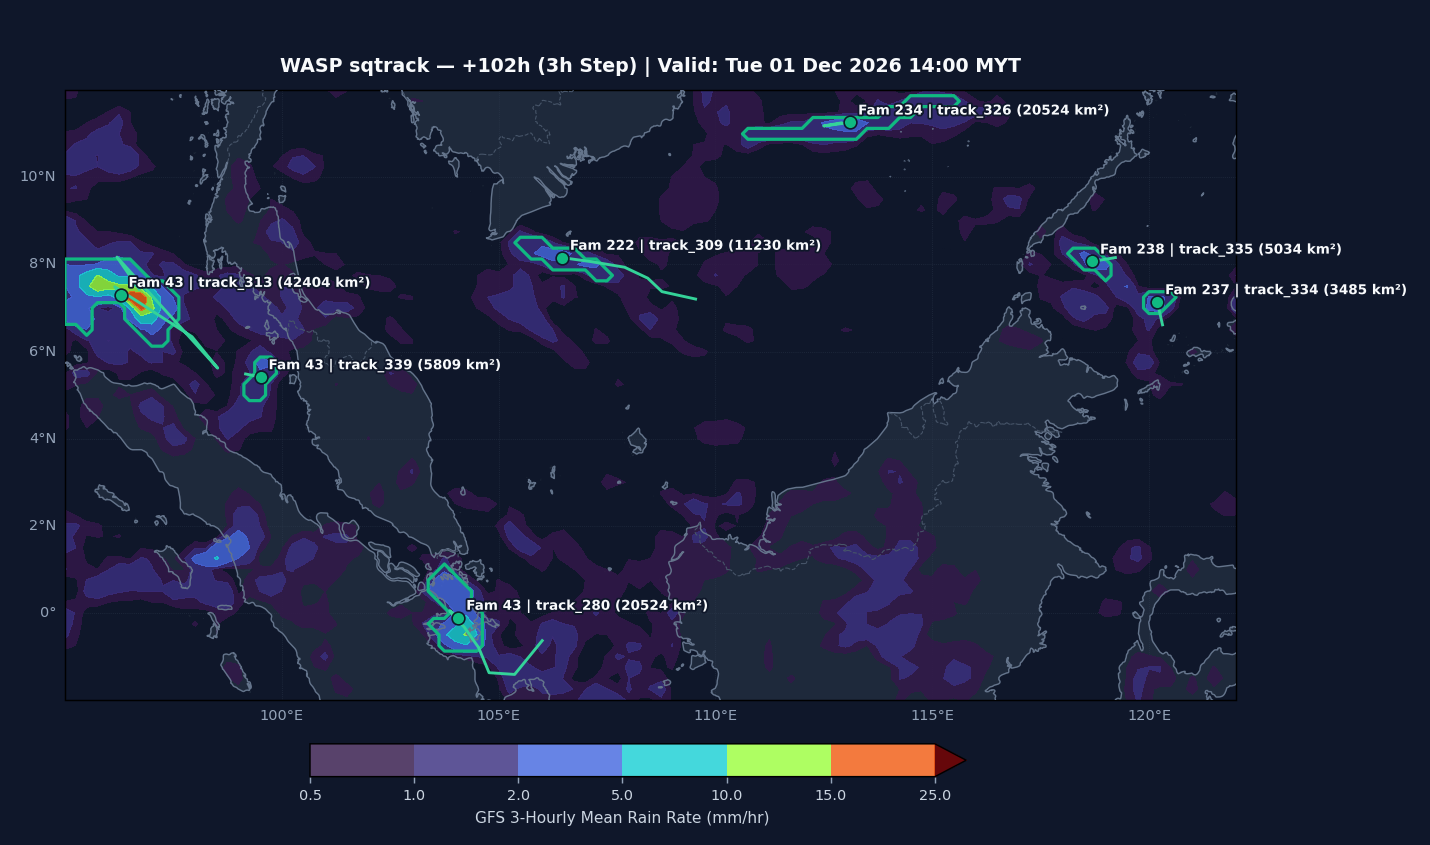 WASP sqtrack — +102h (3h Step) | Valid: Tue 01 Dec 2026 14:00 MYT
Fam 234 | track_326 (20524 km²)
10°N
Fam 222 | track_309 (11230 km²)
Fam 238 | track_335 (5034 km²)
8°N
Fam 43 | track_313 (42404 km²)
Fam 237 | track_334 (3485 km²)
6°N
Fam 43 | track_339 (5809 km²)
4°N
2°N
Fam 43 | track_280 (20524 km²)
0°
100°E 105°E 110°E 115°E 120°E
0.5 1.0 2.0 5.0 10.0 15.0 25.0
GFS 3-Hourly Mean Rain Rate (mm/hr)